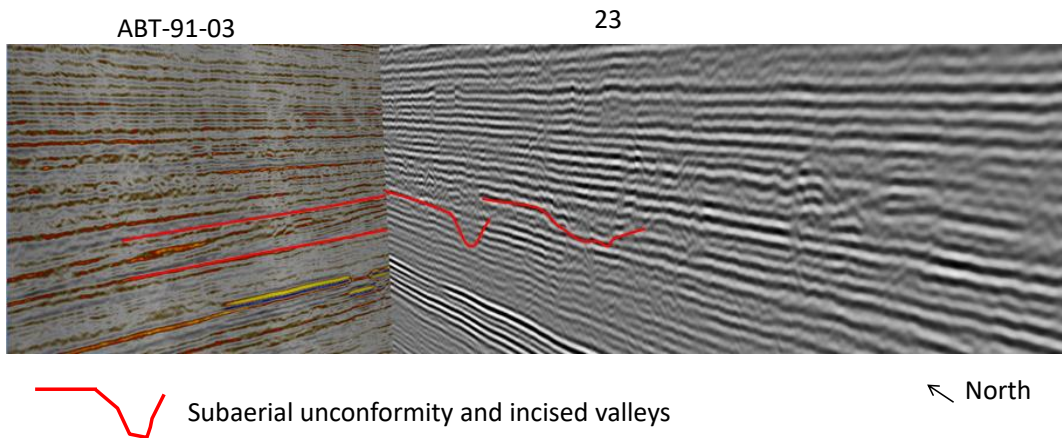 ABT-91-03
23
North
Subaerial unconformity and incised valleys